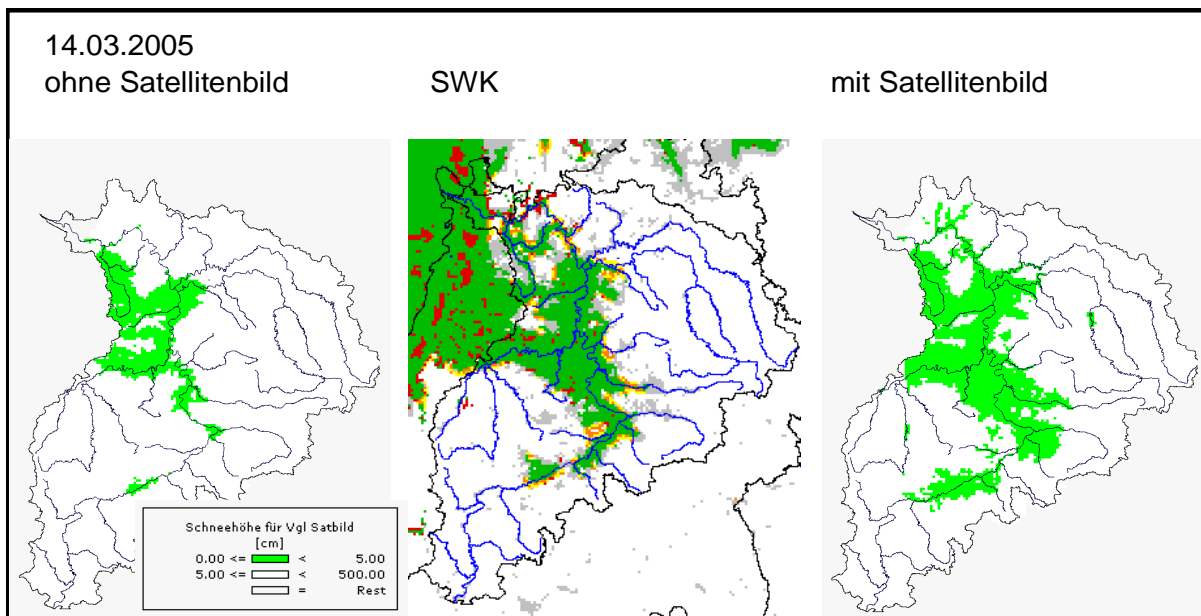 14.03.2005
ohne Satellitenbild
SWK
mit Satellitenbild
Schneehöhe für Vgl Satbild
[cm]
0.00 <= < 5.00
5.00 <= < 500.00
= Rest